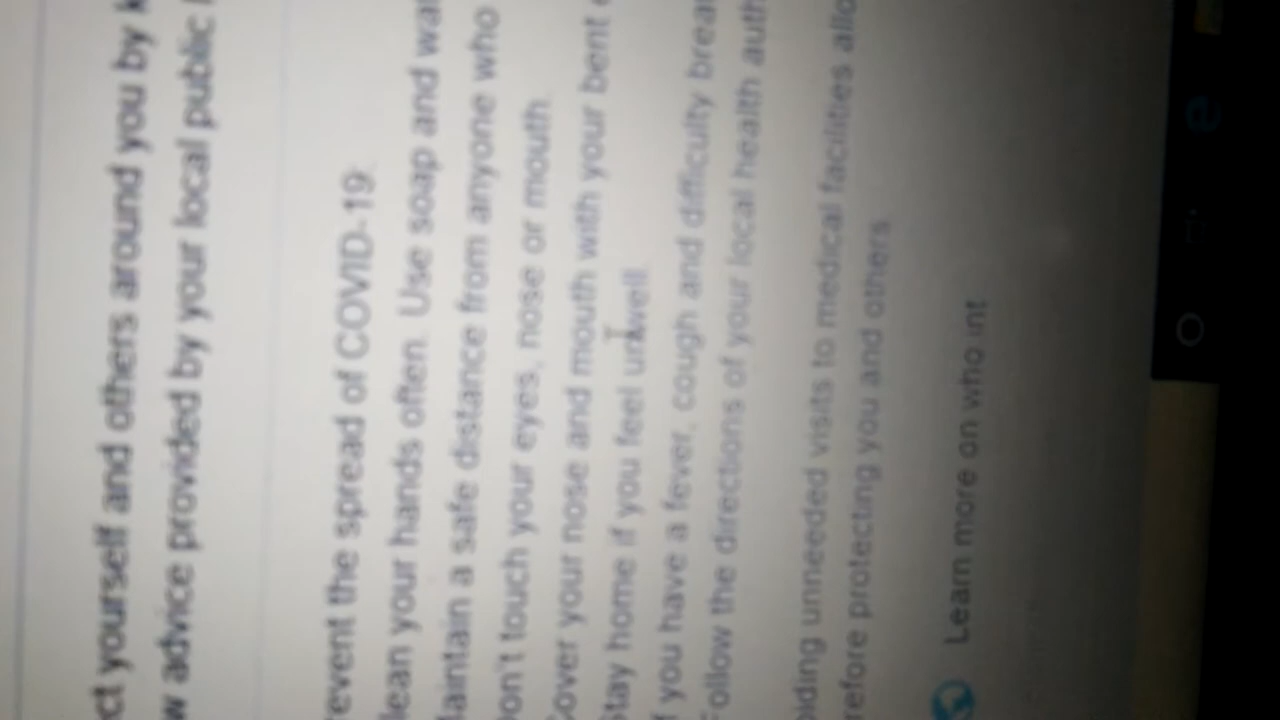 ct yourself and others around you by k
w advice provided by your local public
revent the spread of COVID-19:
lean your hands often. Use soap and wat
aintain a safe distance from anyone who
on't touch your eyes, nose or mouth.
Cover your nose and mouth with your bent
Stay home if you feel unwell.
f you have a fever, cough and difficulty brea
Follow the directions of your local health auth
oiding unneeded visits to medical facilities allo
refore protecting you and others
Learn more on who.int